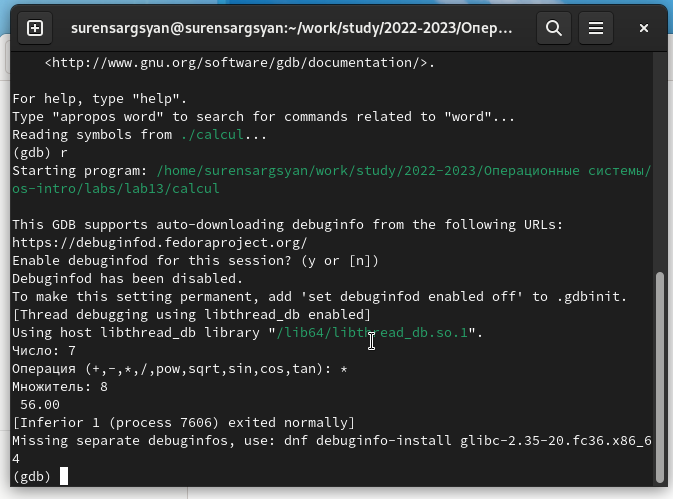 surensargsyan@surensargsyan:~/work/study/2022-2023/Опер...
<http://www.gnu.org/software/gdb/documentation/>.
For help, type "help".
Type "apropos word" to search for commands related to "word"...
Reading symbols from ./calcul...
(gdb) r
Starting program: /home/surensargsyan/work/study/2022-2023/Операционные системы/
os-intro/labs/lab13/calcul
This GDB supports auto-downloading debuginfo from the following URLs:
https://debuginfod.fedoraproject.org/
Enable debuginfod for this session? (y or [n])
Debuginfod has been disabled.
To make this setting permanent, add 'set debuginfod enabled off' to .gdbinit.
[Thread debugging using libthread_db enabled]
Using host libthread_db library "/lib64/libthread_db.so.1".
Число: 7
Операция (+,-,*,/,pow,sqrt,sin,cos,tan): *
Множитель: 8
56.00
[Inferior 1 (process 7606) exited normally]
Missing separate debuginfos, use: dnf debuginfo-install glibc-2.35-20.fc36.x86_6
4
(gdb)